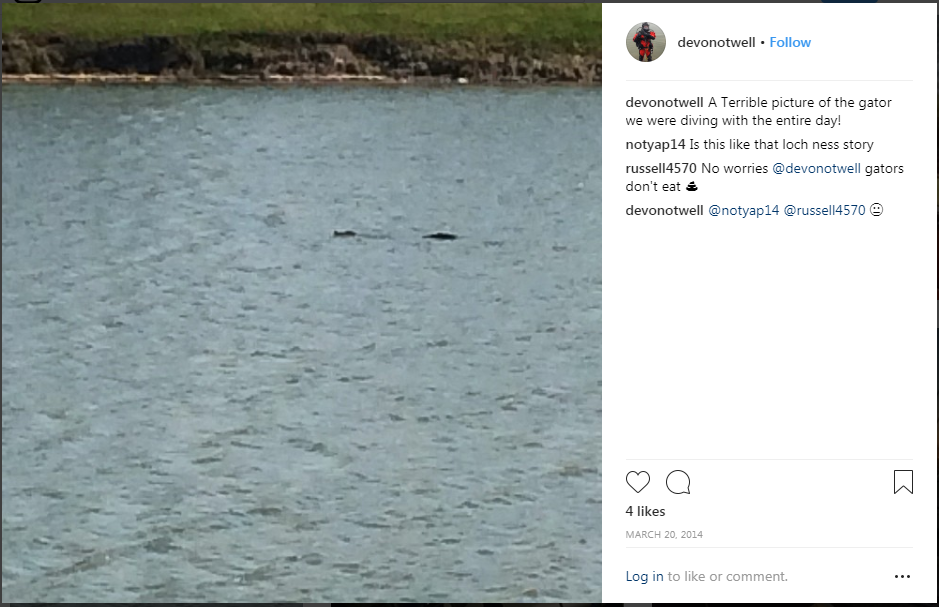 devonotwell • Follow
devonotwell A Terrible picture of the gator
we were diving with the entire day!
notyap14 Is this like that loch ness story
russell4570 No worries @devonotwell gators
don't eat 💩
devonotwell @notyap14 @russell4570 😐
4 likes
MARCH 20, 2014
Log in to like or comment.